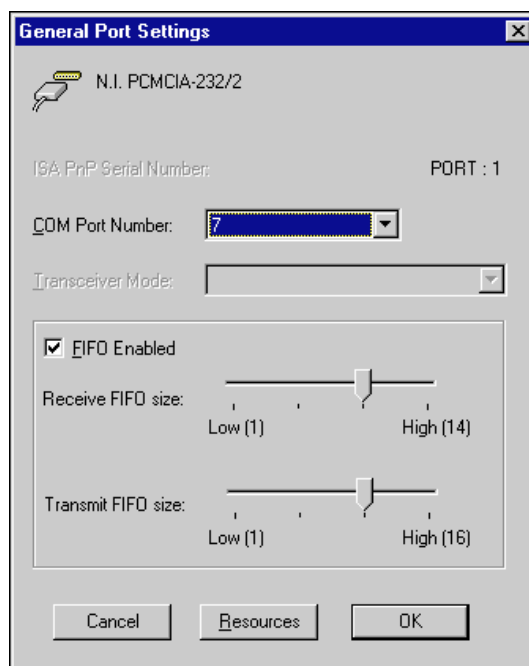 General Port Settings
N.I. PCMCIA-232/2
ISA PnP Serial Number:
PORT : 1
COM Port Number:
7
Transceiver Mode:
FIFO Enabled
Receive FIFO size:
Low (1)
High (14)
Transmit FIFO size:
Low (1)
High (16)
Cancel
Resources
OK